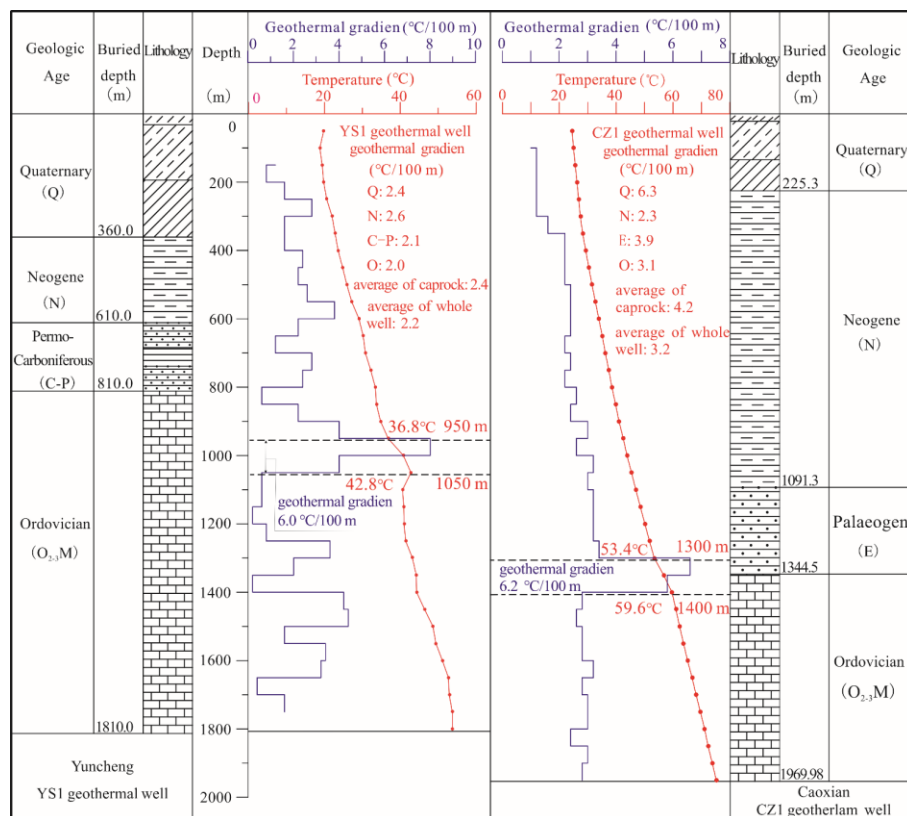 Geologic
Age
Buried
depth
(m)
Lithology
Depth
(m)
Geothermal gradien (℃/100 m)
0 2 4 6 8 10
Temperature (℃)
0 20 40 60
Geothermal gradien (℃/100 m)
0 2 4 6 8
Temperature (℃)
0 20 40 60 80
Lithology
Buried
depth
(m)
Geologic
Age
Quaternary
(Q)
360.0
Neogene
(N)
610.0
Permo-
Carboniferous
(C-P)
810.0
Ordovician
(O2-3M)
1810.0
Yuncheng
YS1 geothermal well
0
200
400
600
800
1000
1200
1400
1600
1800
2000
YS1 geothermal well
geothermal gradien
(℃/100 m)
Q: 2.4
N: 2.6
C-P: 2.1
O: 2.0
average of caprock: 2.4
average of whole
well: 2.2
36.8℃ 950 m
42.8℃ 1050 m
geothermal gradien
6.0 ℃/100 m
CZ1 geothermal well
geothermal gradien
(℃/100 m)
Q: 6.3
N: 2.3
E: 3.9
O: 3.1
average of
caprock: 4.2
average of whole
well: 3.2
53.4℃ 1300 m
geothermal gradien
6.2 ℃/100 m
59.6℃ 1400 m
Quaternary
(Q)
225.3
Neogene
(N)
1091.3
Palaeogen
(E)
1344.5
Ordovician
(O2-3M)
1969.98
Caoxian
CZ1 geotherlam well